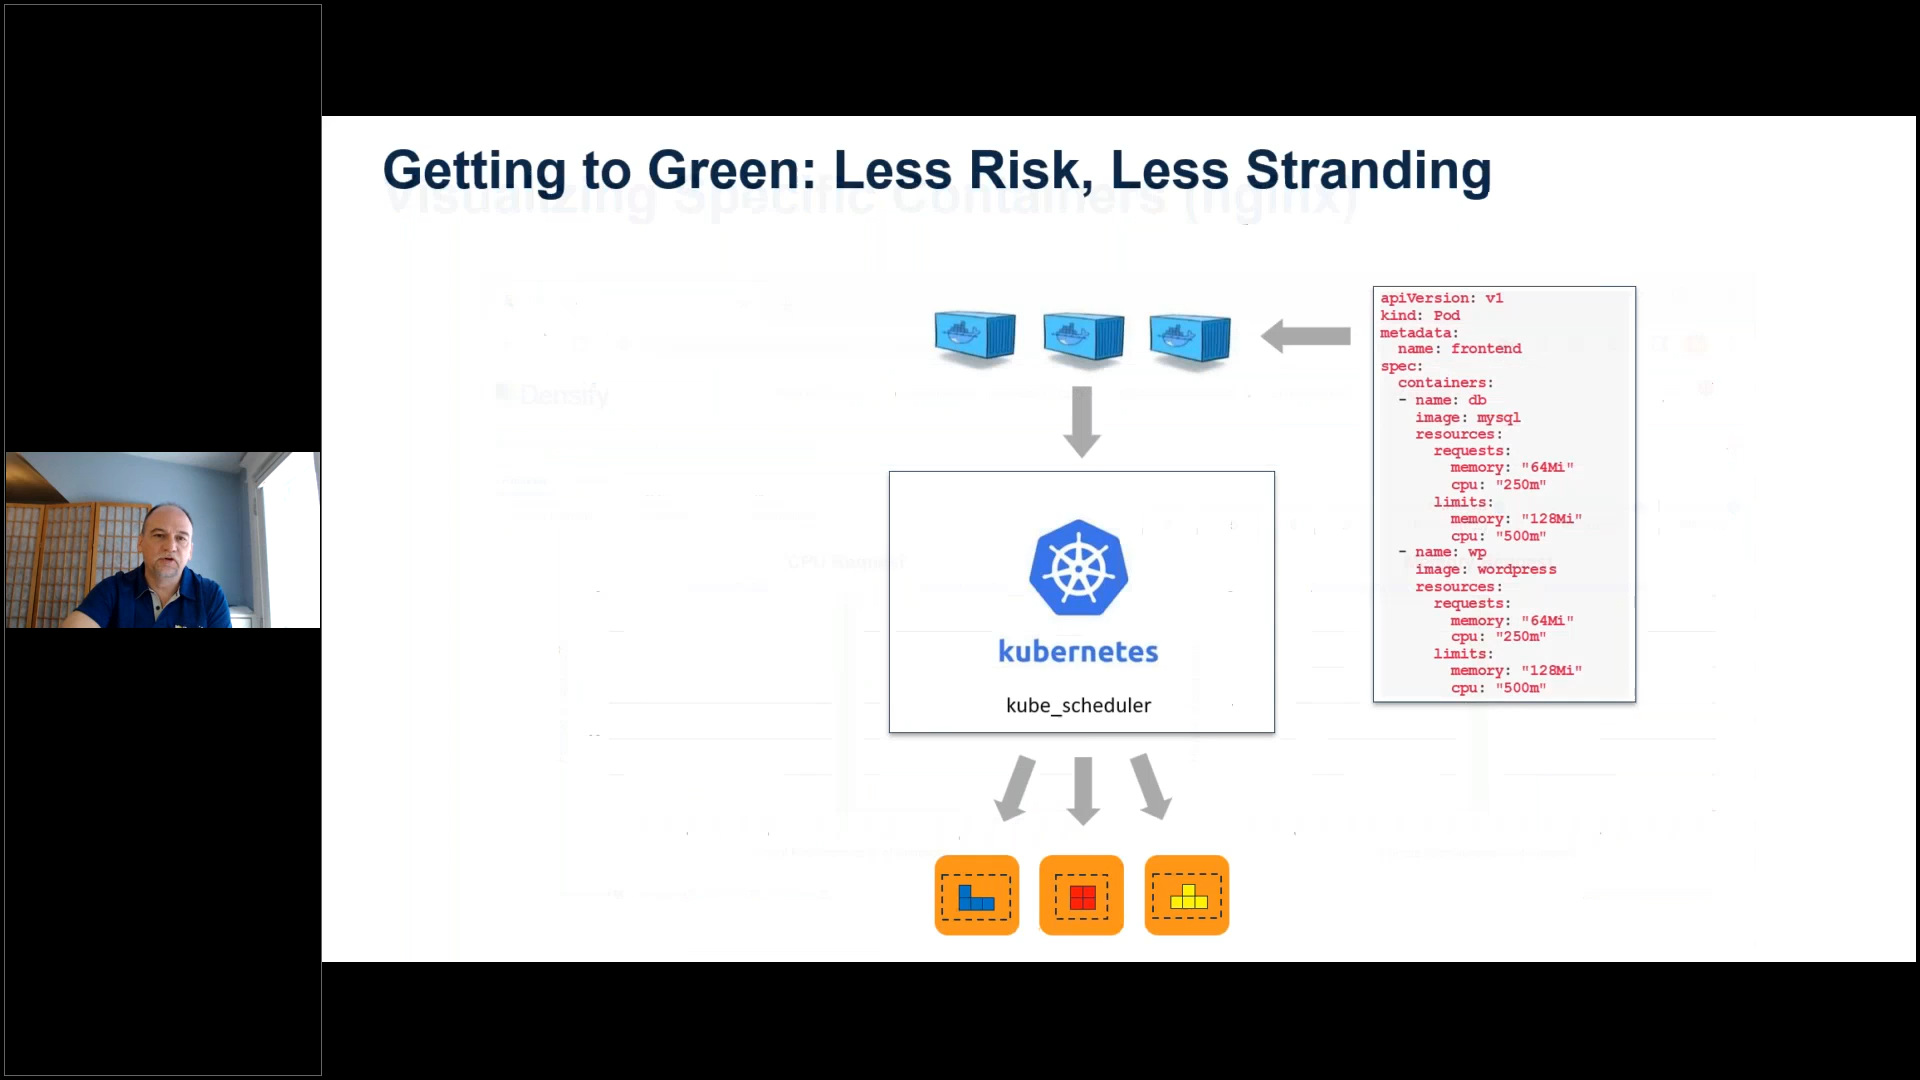 Getting to Green: Less Risk, Less Stranding
Visualizing Specific Containers (nginx)
Densify
CPU Request
apiVersion: v1
kind: Pod
metadata:
  name: frontend
spec:
  containers:
  - name: db
    image: mysql
    resources:
      requests:
        memory: "64Mi"
        cpu: "250m"
      limits:
        memory: "128Mi"
        cpu: "500m"
  - name: wp
    image: wordpress
    resources:
      requests:
        memory: "64Mi"
        cpu: "250m"
      limits:
        memory: "128Mi"
        cpu: "500m"
kubernetes
kube_scheduler